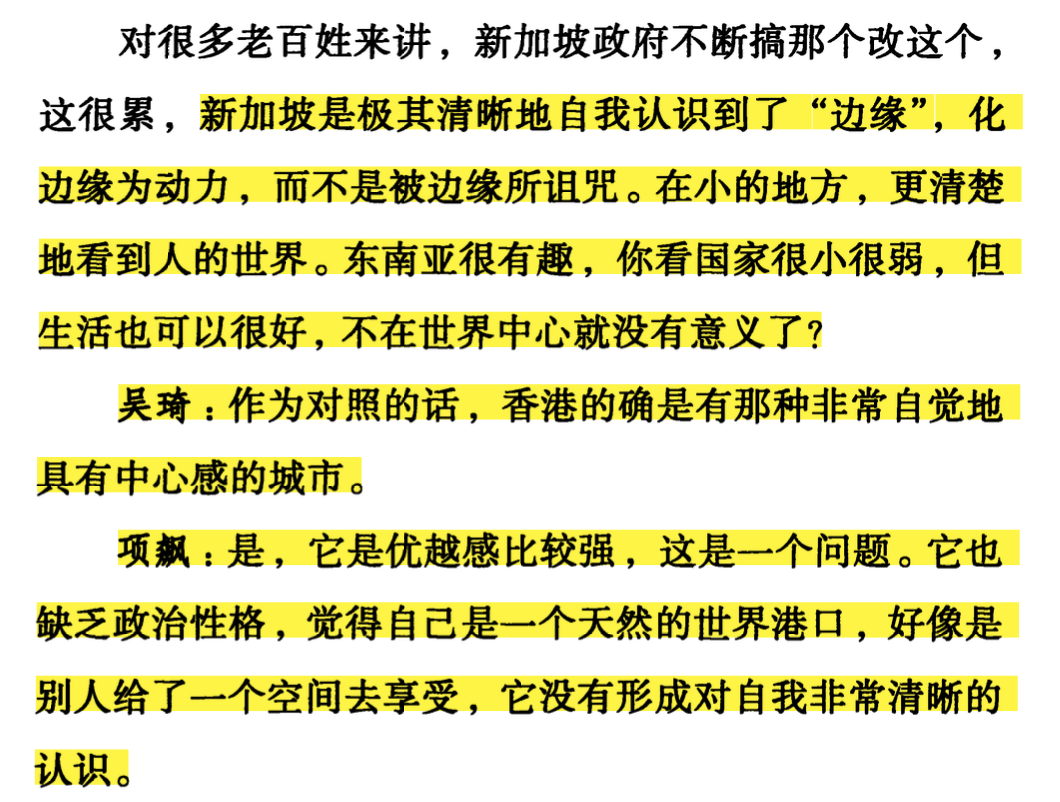 对很多老百姓来讲，新加坡政府不断搞那个改这个，
这很累，新加坡是极其清晰地自我认识到了“边缘”，化
边缘为动力，而不是被边缘所诅咒。在小的地方，更清楚
地看到人的世界。东南亚很有趣，你看国家很小很弱，但
生活也可以很好，不在世界中心就没有意义了？
吴琦：作为对照的话，香港的确是有那种非常自觉地
具有中心感的城市。
项飙：是，它是优越感比较强，这是一个问题。它也
缺乏政治性格，觉得自己是一个天然的世界港口，好像是
别人给了一个空间去享受，它没有形成对自我非常清晰的
认识。